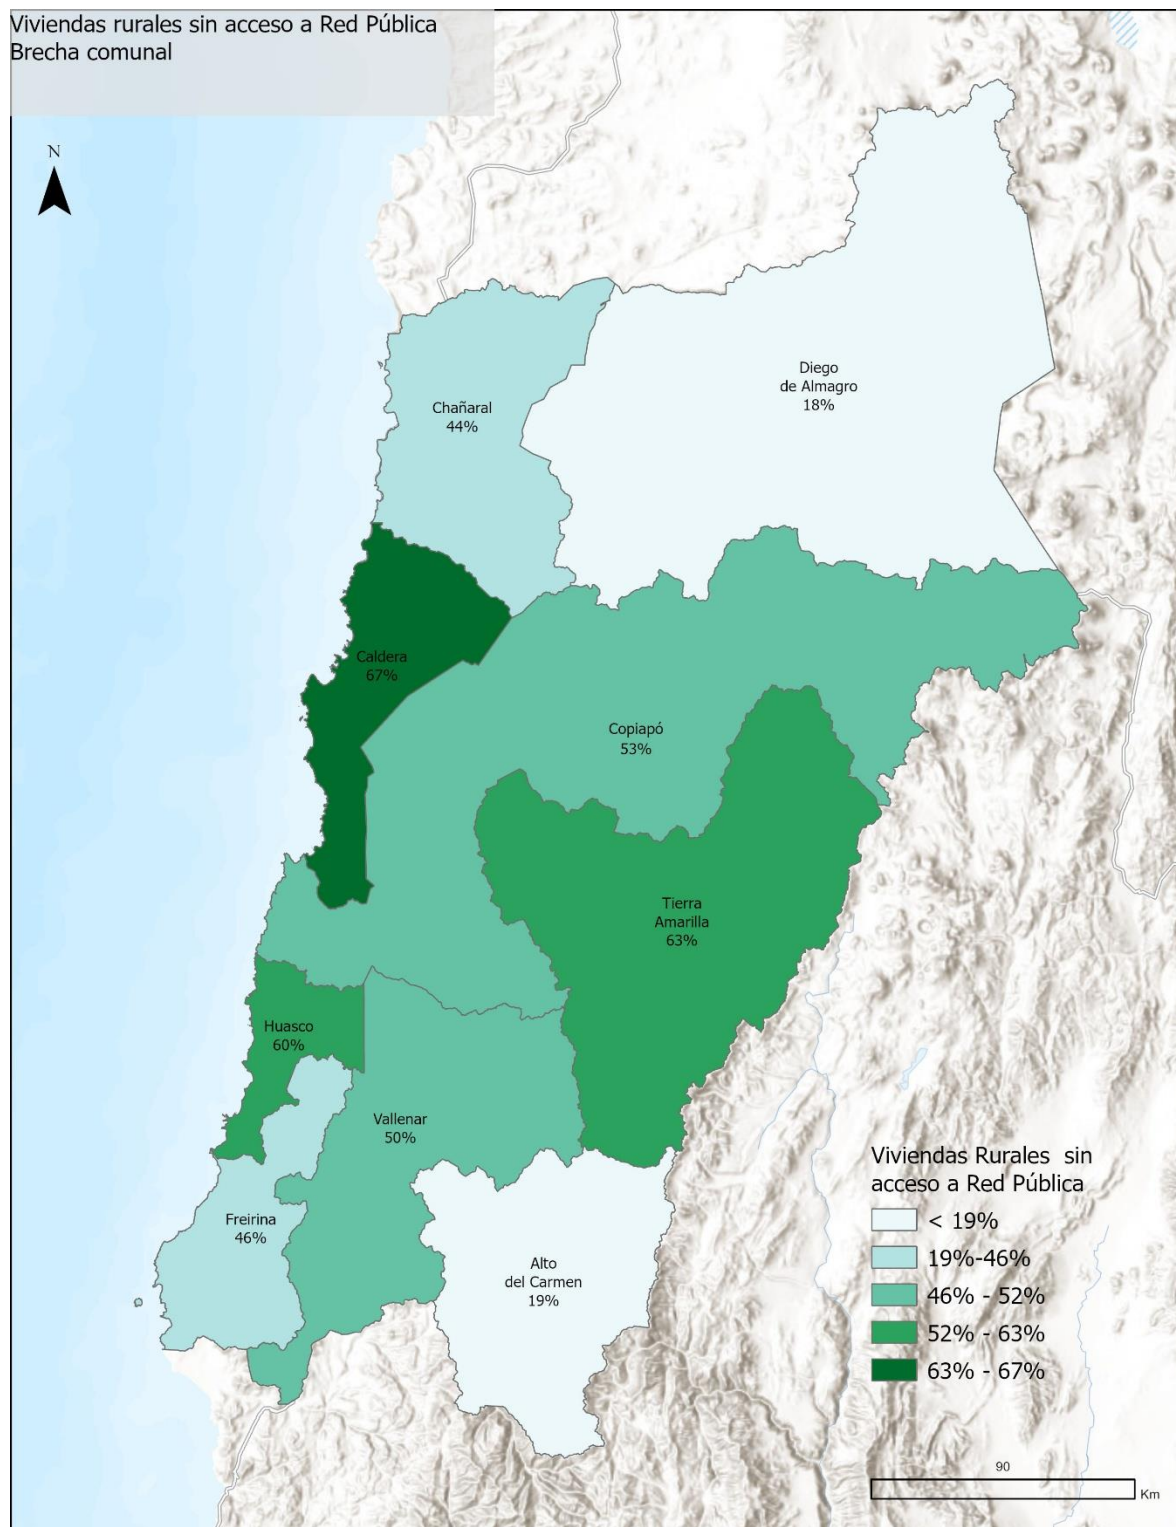 Viviendas rurales sin acceso a Red Pública
Brecha comunal
N
Diego
de Almagro
18%
Chañaral
44%
Caldera
67%
Copiapó
53%
Tierra
Amarilla
63%
Huasco
60%
Vallenar
50%
Freirina
46%
Alto
del Carmen
19%
Viviendas Rurales sin
acceso a Red Pública
< 19%
19%-46%
46% - 52%
52% - 63%
63% - 67%
90
Km